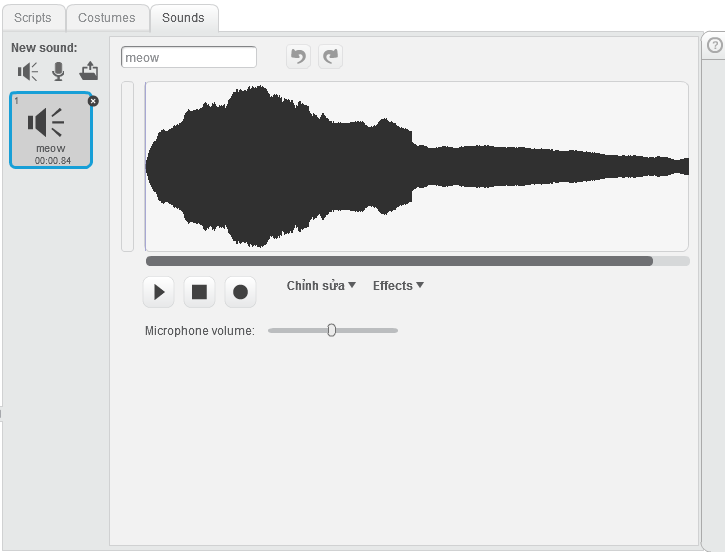 Scripts Costumes Sounds
New sound:
meow
1
meow
00:00.84
Chỉnh sửa Effects
Microphone volume:
?